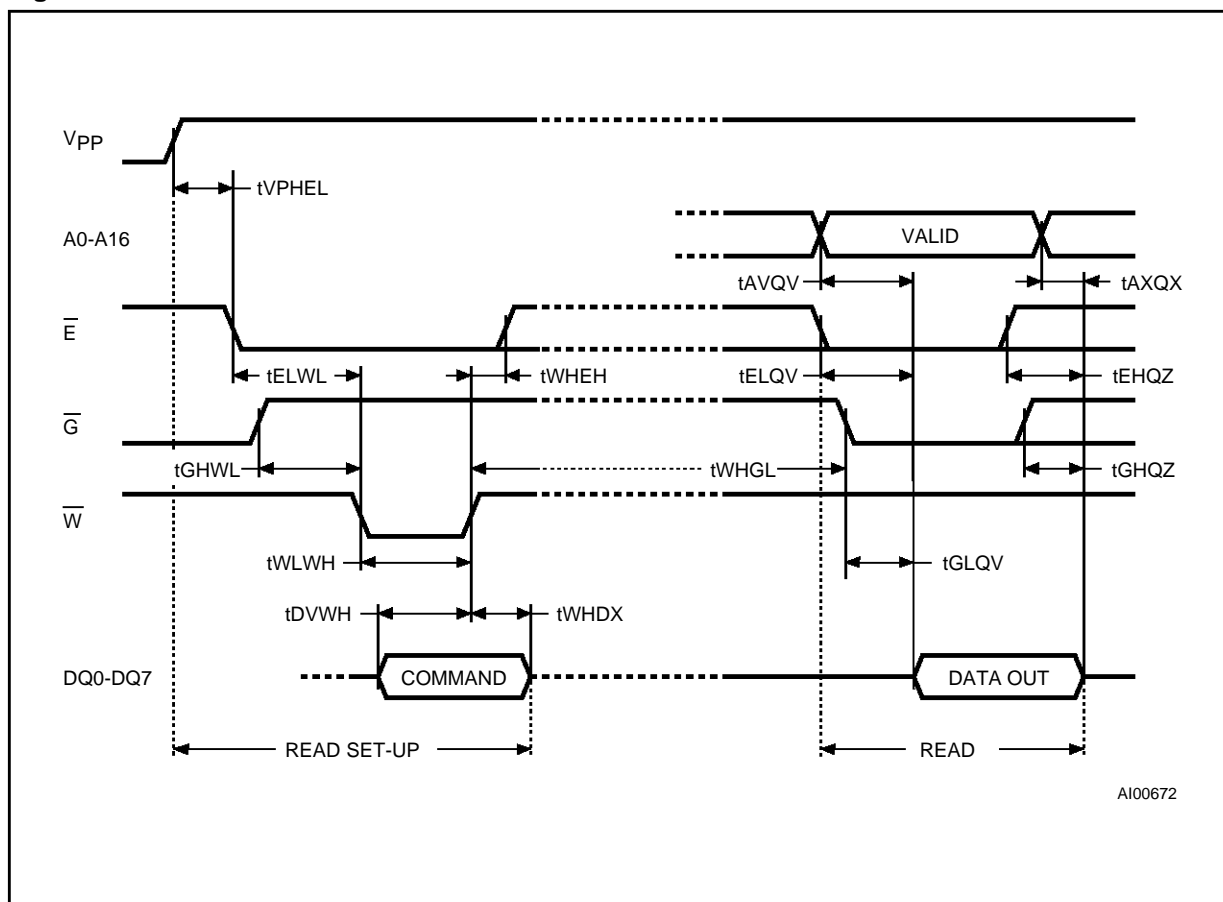 VPP
tVPHEL
A0-A16
VALID
tAVQV
tAXQX
E
tELWL
tWHEH
tELQV
tEHQZ
G
tGHWL
tWHGL
tGHQZ
W
tWLWH
tGLQV
tDVWH
tWHDX
DQ0-DQ7
COMMAND
DATA OUT
READ SET-UP
READ
AI00672